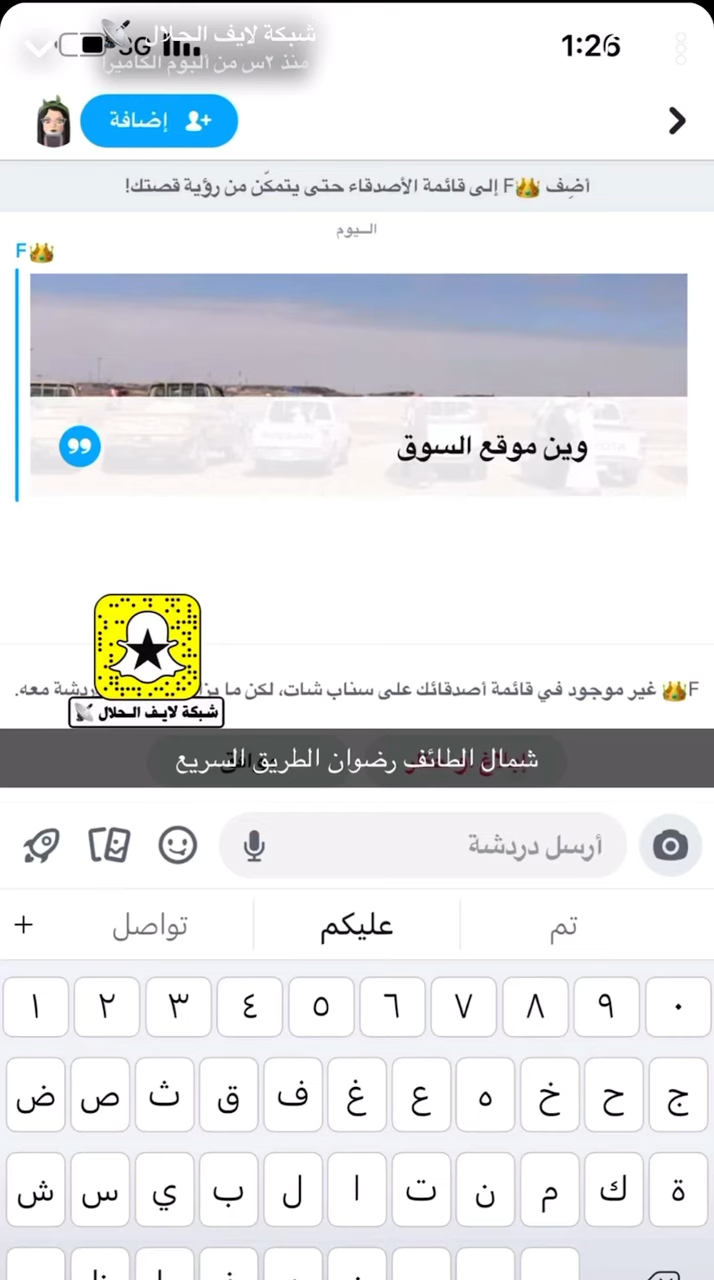 شبكة لايف الحلال
منذ ٢س من ألبوم الكاميرا
5G
1:26
إضافة
أضِف F👑 إلى قائمة الأصدقاء حتى يتمكّن من رؤية قصتك!
اليوم
F👑
وين موقع السوق
F👑 غير موجود في قائمة أصدقائك على سناب شات، لكن ما دردشة معه.
شبكة لايف الحلال
شمال الطائف رضوان الطريق السريع
أرسل دردشة
تم عليكم تواصل +
١ ٢ ٣ ٤ ٥ ٦ ٧ ٨ ٩ ٠
ض ص ث ق ف غ ع ه خ ح ج
ش س ي ب ل ا ت ن م ك ة